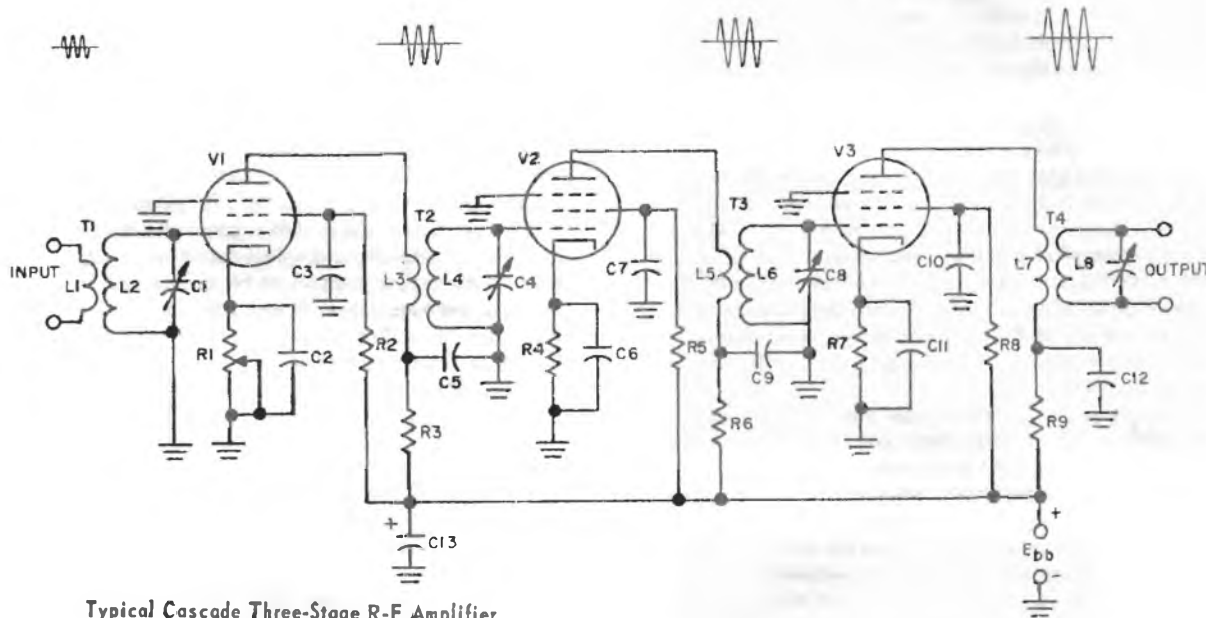 V1
V2
V3
T1
T2
T3
T4
INPUT
L1
L2
C1
C3
L3
L4
C4
C7
L5
L6
C8
C10
L7
L8
OUTPUT
R1
C2
R2
C5
R4
C6
R5
C9
R7
C11
R8
C12
R3
R6
R9
+
C13
+
Ebb
-
Typical Cascade Three-Stage R-F Amplifier